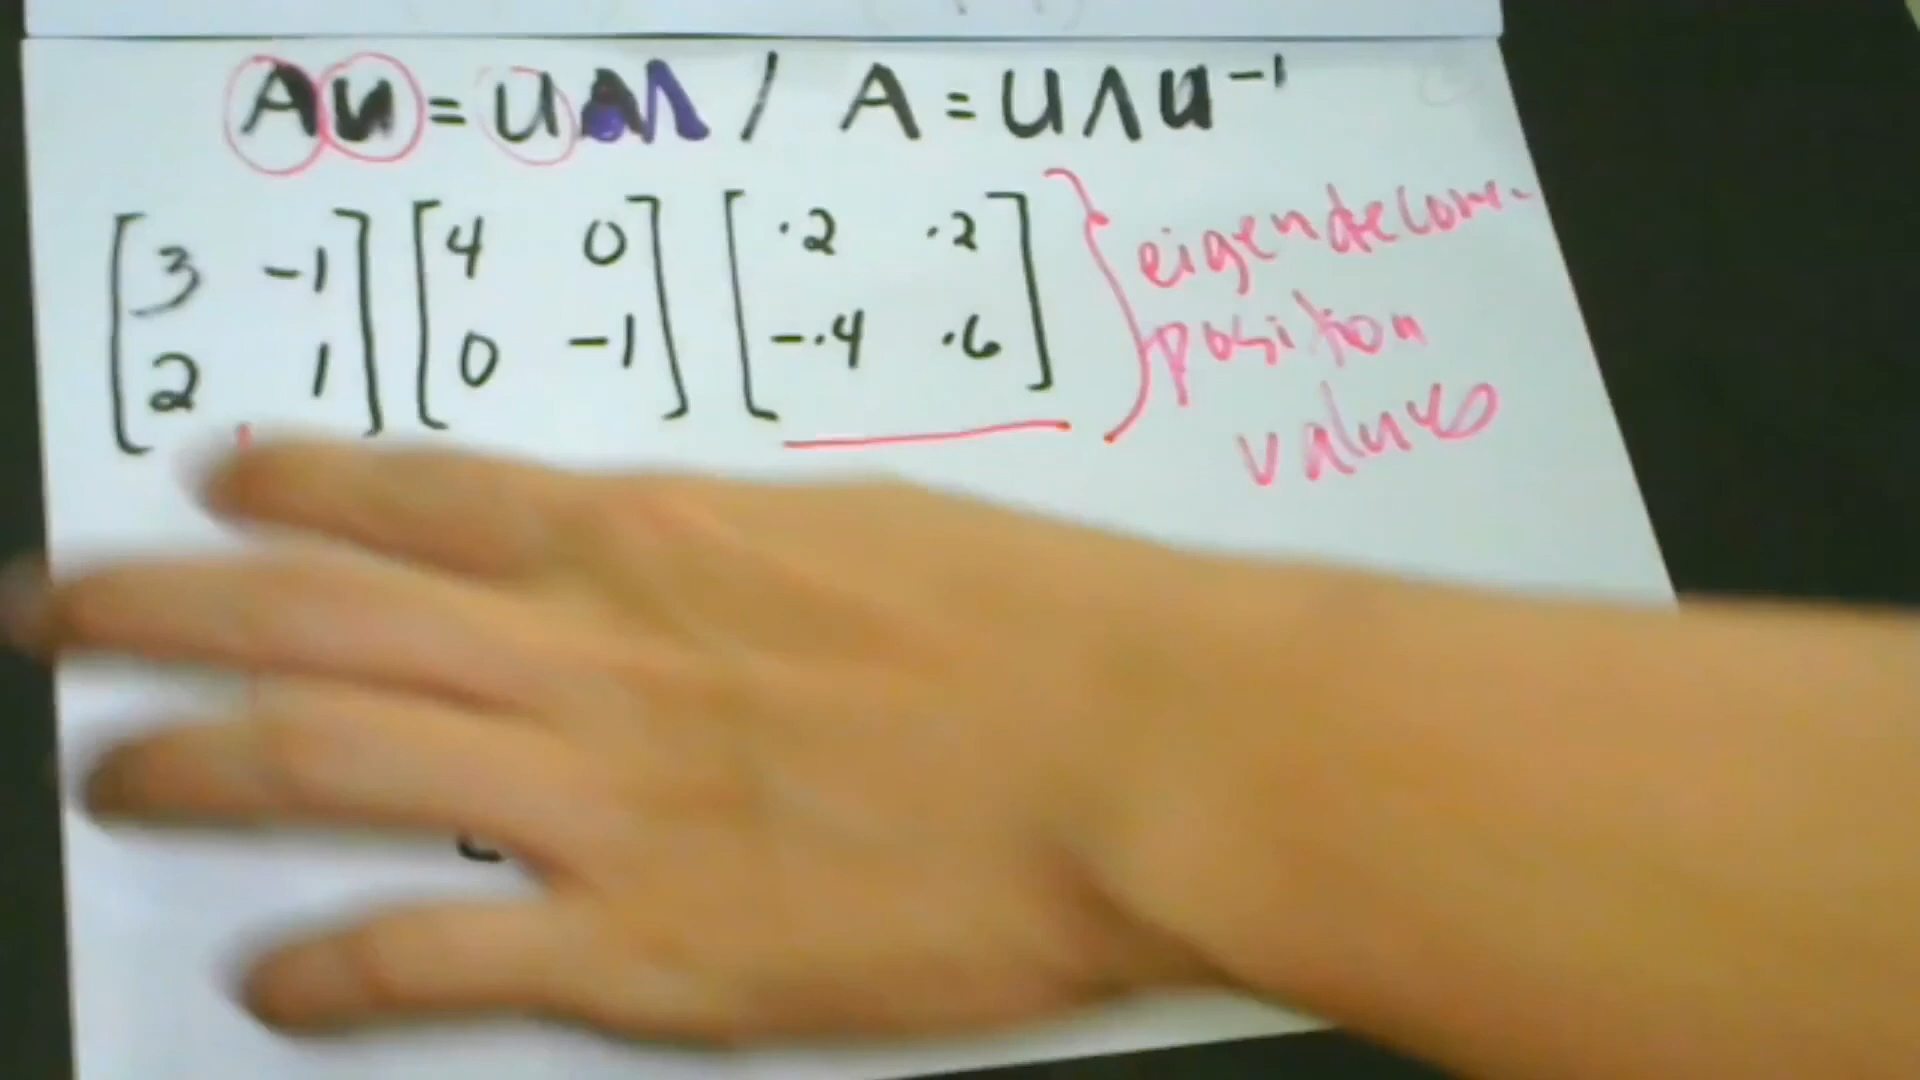 AU = UΛ / A = UΛU⁻¹
[3 -1] [4 0] [.2 .2]
[2 1] [0 -1] [-.4 .6]
eigendecom-
position
values